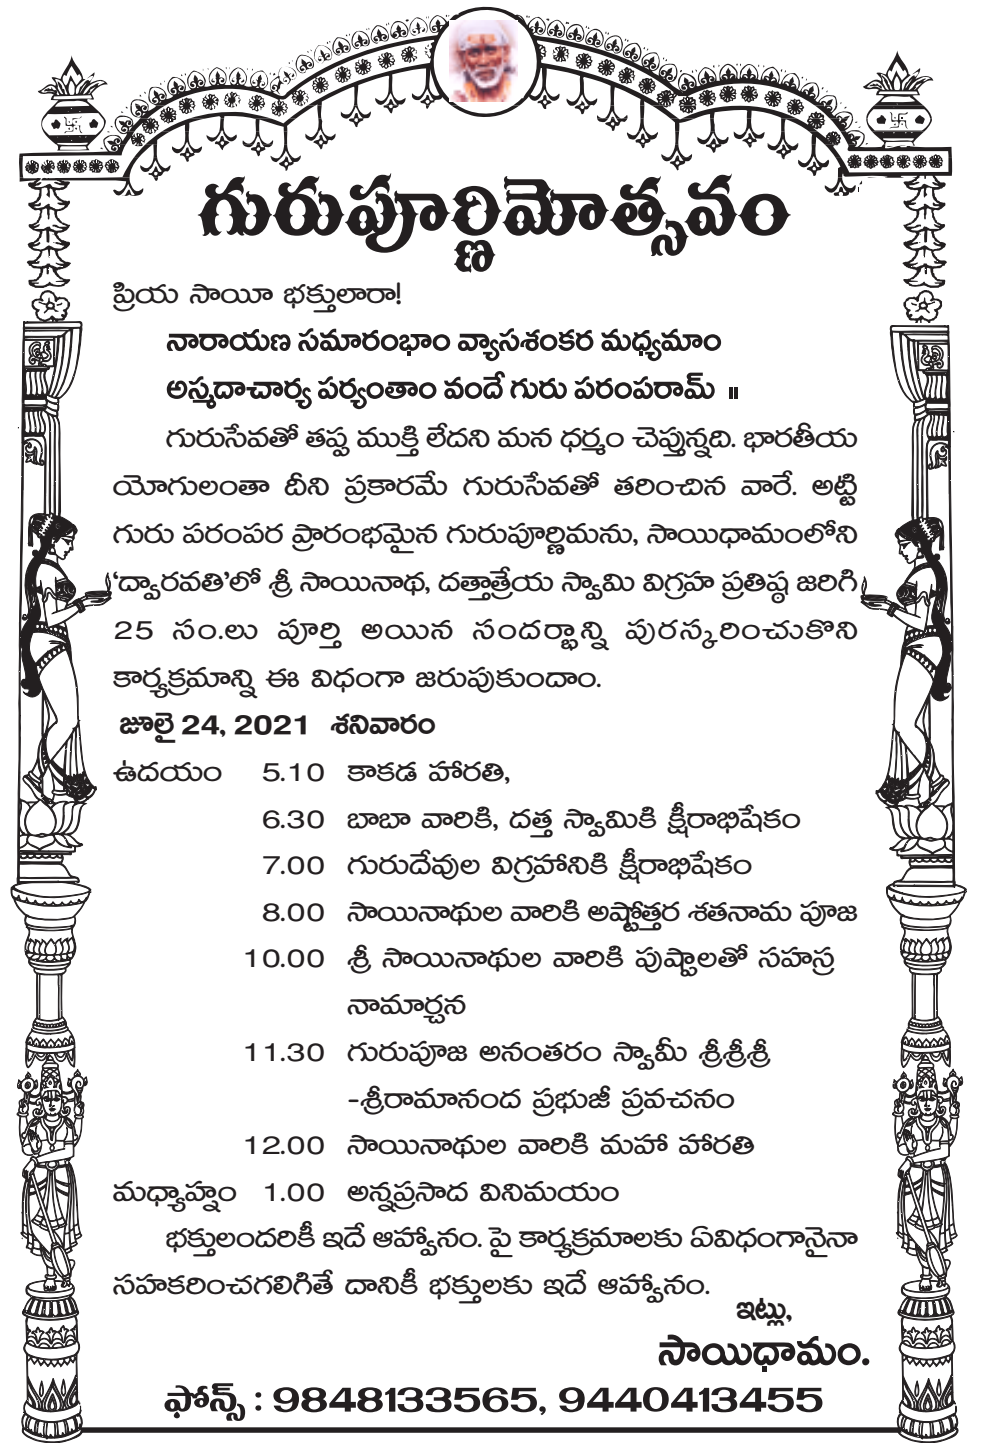 గురుపూర్ణిమోత్సవం
ప్రియ సాయీ భక్తులారా!
నారాయణ సమారంభాం వ్యాసశంకర మధ్యమాం
అస్మదాచార్య పర్యంతాం వందే గురు పరంపరామ్ ॥
గురుసేవతో తప్ప ముక్తి లేదని మన ధర్మం చెప్తున్నది. భారతీయ
యోగులంతా దీని ప్రకారమే గురుసేవతో తరించిన వారే. అట్టి
గురు పరంపర ప్రారంభమైన గురుపూర్ణిమను, సాయిధామంలోని
‘ద్వారవతి’లో శ్రీ సాయినాథ, దత్తాత్రేయ స్వామి విగ్రహ ప్రతిష్ఠ జరిగి
25 సం.లు పూర్తి అయిన సందర్భాన్ని పురస్కరించుకొని
కార్యక్రమాన్ని ఈ విధంగా జరుపుకుందాం.
జూలై 24, 2021 శనివారం
ఉదయం 5.10 కాకడ హారతి,
6.30 బాబా వారికి, దత్త స్వామికి క్షీరాభిషేకం
7.00 గురుదేవుల విగ్రహానికి క్షీరాభిషేకం
8.00 సాయినాథుల వారికి అష్టోత్తర శతనామ పూజ
10.00 శ్రీ సాయినాథుల వారికి పుష్పాలతో సహస్ర
నామార్చన
11.30 గురుపూజ అనంతరం స్వామీ శ్రీశ్రీశ్రీ
-శ్రీరామానంద ప్రభుజీ ప్రవచనం
12.00 సాయినాథుల వారికి మహా హారతి
మధ్యాహ్నం 1.00 అన్నప్రసాద వినిమయం
భక్తులందరికీ ఇదే ఆహ్వానం. పై కార్యక్రమాలకు ఏవిధంగానైనా
సహకరించగలిగితే దానికీ భక్తులకు ఇదే ఆహ్వానం.
ఇట్లు,
సాయిధామం.
ఫోన్స్ : 9848133565, 9440413455